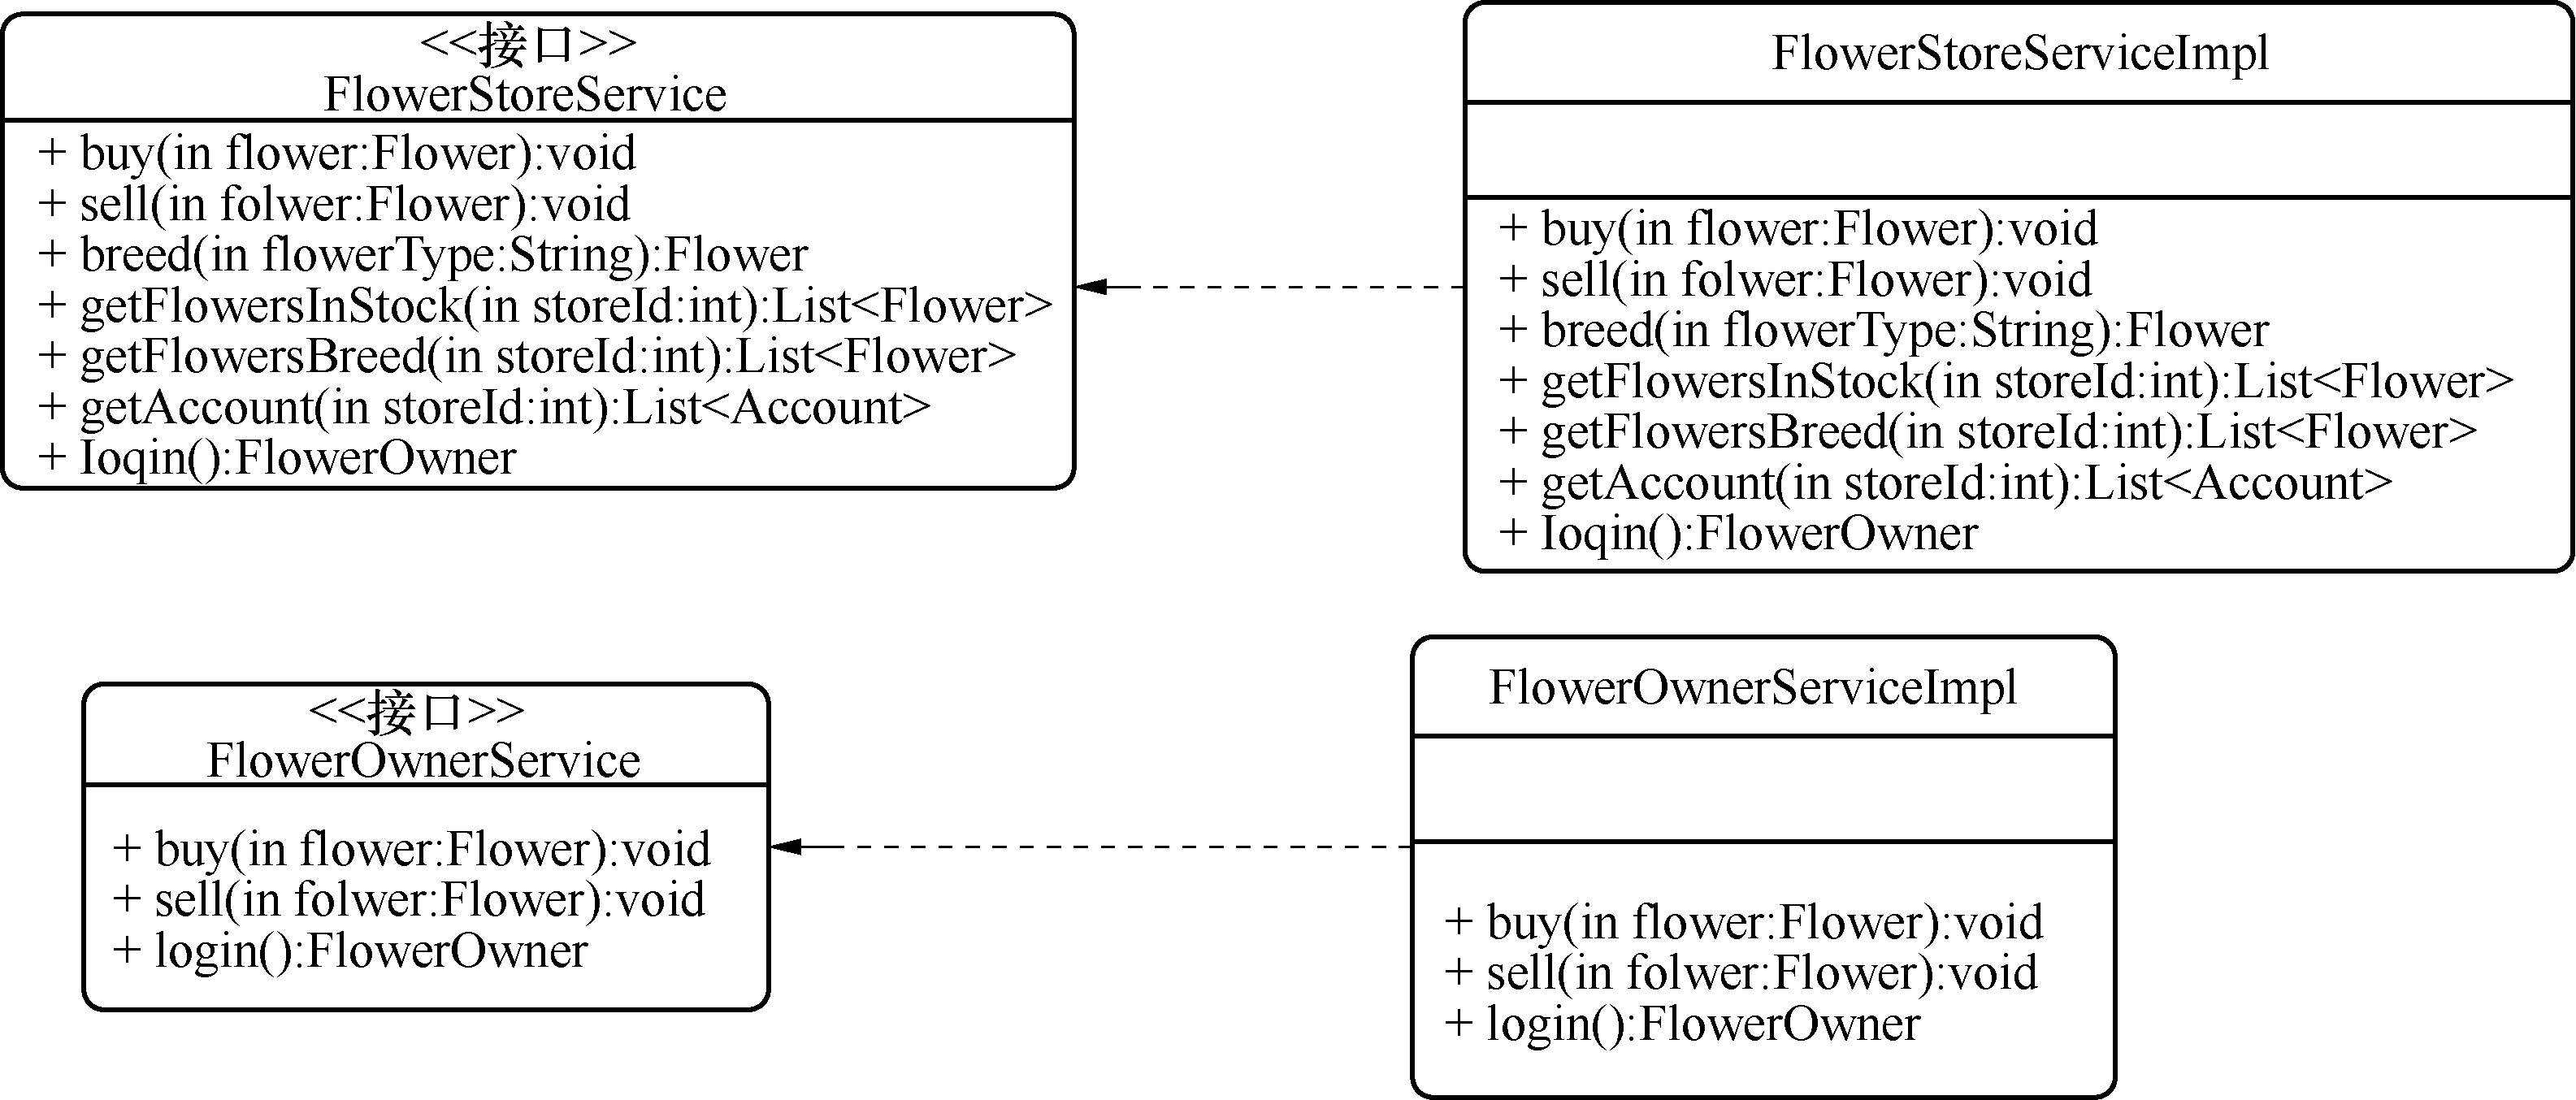 <<接口>>
FlowerStoreService
+ buy(in flower:Flower):void
+ sell(in folwer:Flower):void
+ breed(in flowerType:String):Flower
+ getFlowersInStock(in storeId:int):List<Flower>
+ getFlowersBreed(in storeId:int):List<Flower>
+ getAccount(in storeId:int):List<Account>
+ Ioqin():FlowerOwner
FlowerStoreServiceImpl
+ buy(in flower:Flower):void
+ sell(in folwer:Flower):void
+ breed(in flowerType:String):Flower
+ getFlowersInStock(in storeId:int):List<Flower>
+ getFlowersBreed(in storeId:int):List<Flower>
+ getAccount(in storeId:int):List<Account>
+ Ioqin():FlowerOwner
<<接口>>
FlowerOwnerService
+ buy(in flower:Flower):void
+ sell(in folwer:Flower):void
+ login():FlowerOwner
FlowerOwnerServiceImpl
+ buy(in flower:Flower):void
+ sell(in folwer:Flower):void
+ login():FlowerOwner